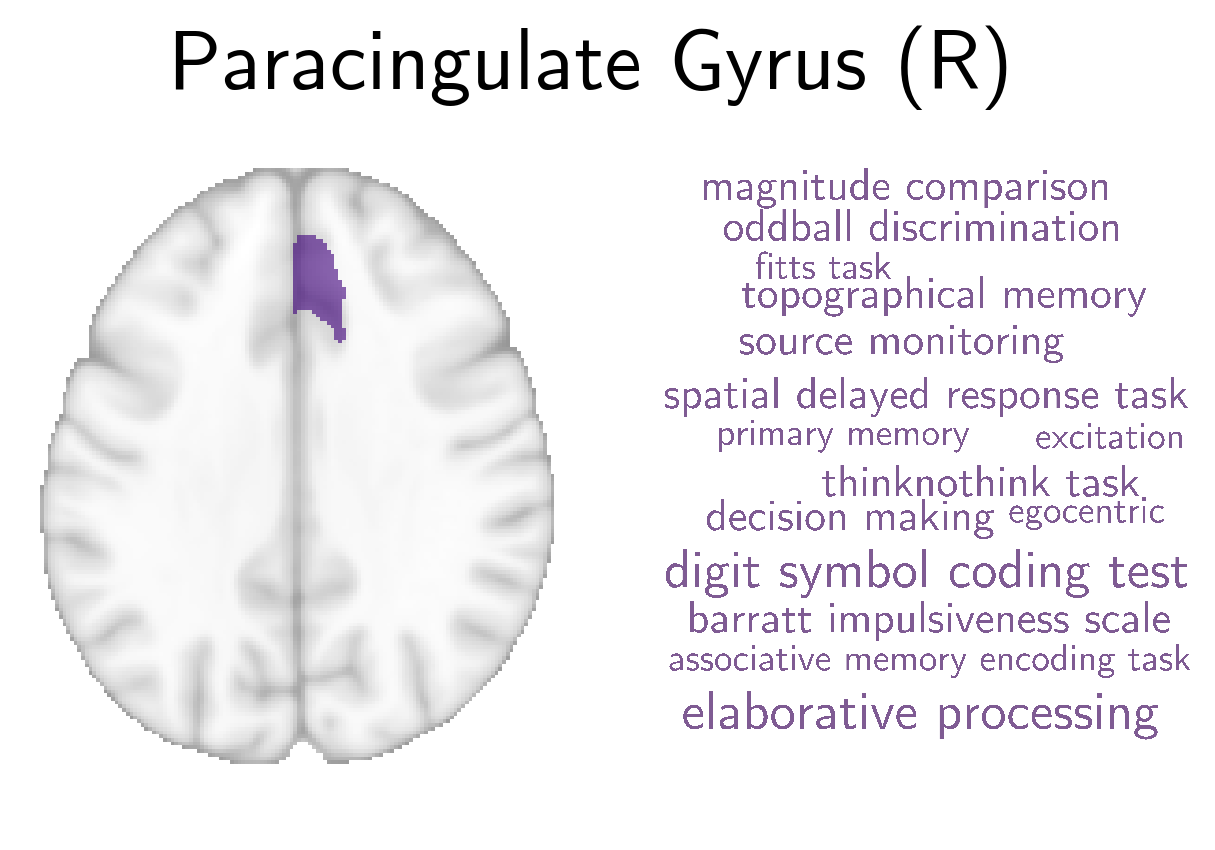 Paracingulate Gyrus (R)
magnitude comparison
oddball discrimination
fitts task
topographical memory
source monitoring
spatial delayed response task
primary memory excitation
thinknothink task
decision making egocentric
digit symbol coding test
barratt impulsiveness scale
associative memory encoding task
elaborative processing